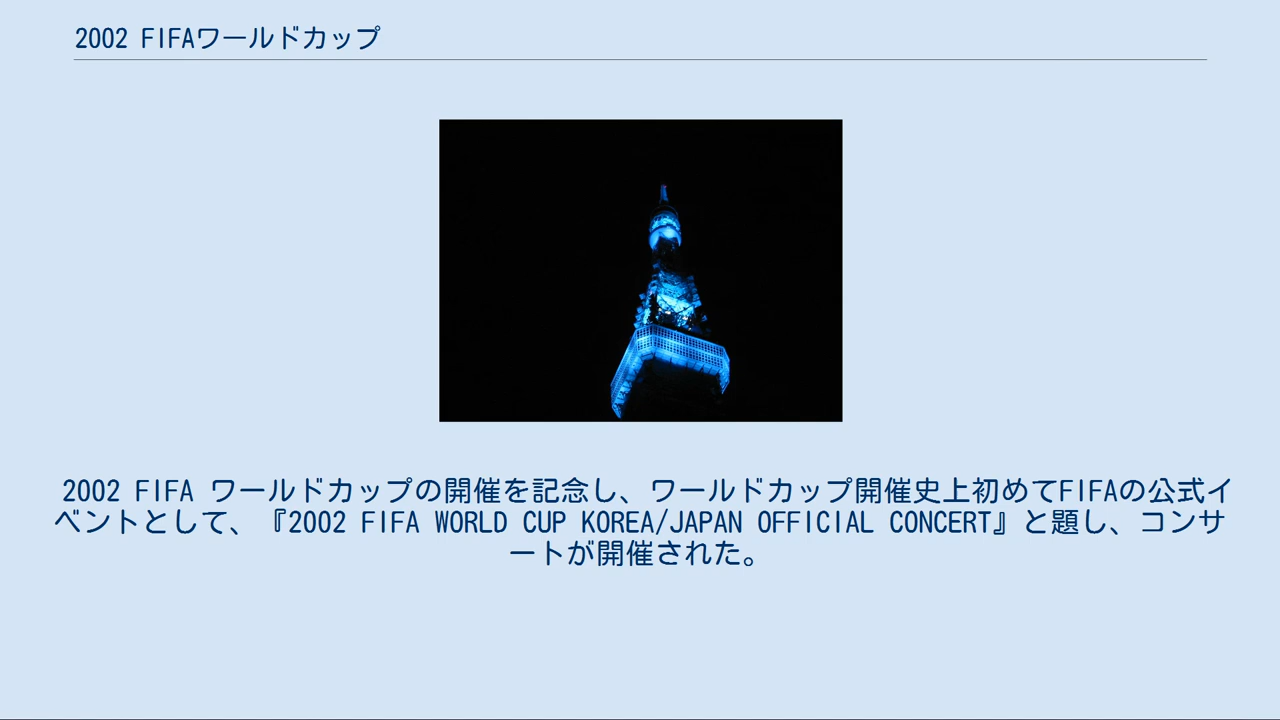 2002 FIFAワールドカップ
2002 FIFA ワールドカップの開催を記念し、ワールドカップ開催史上初めてFIFAの公式イ
ベントとして、『2002 FIFA WORLD CUP KOREA/JAPAN OFFICIAL CONCERT』と題し、コンサ
ートが開催された。